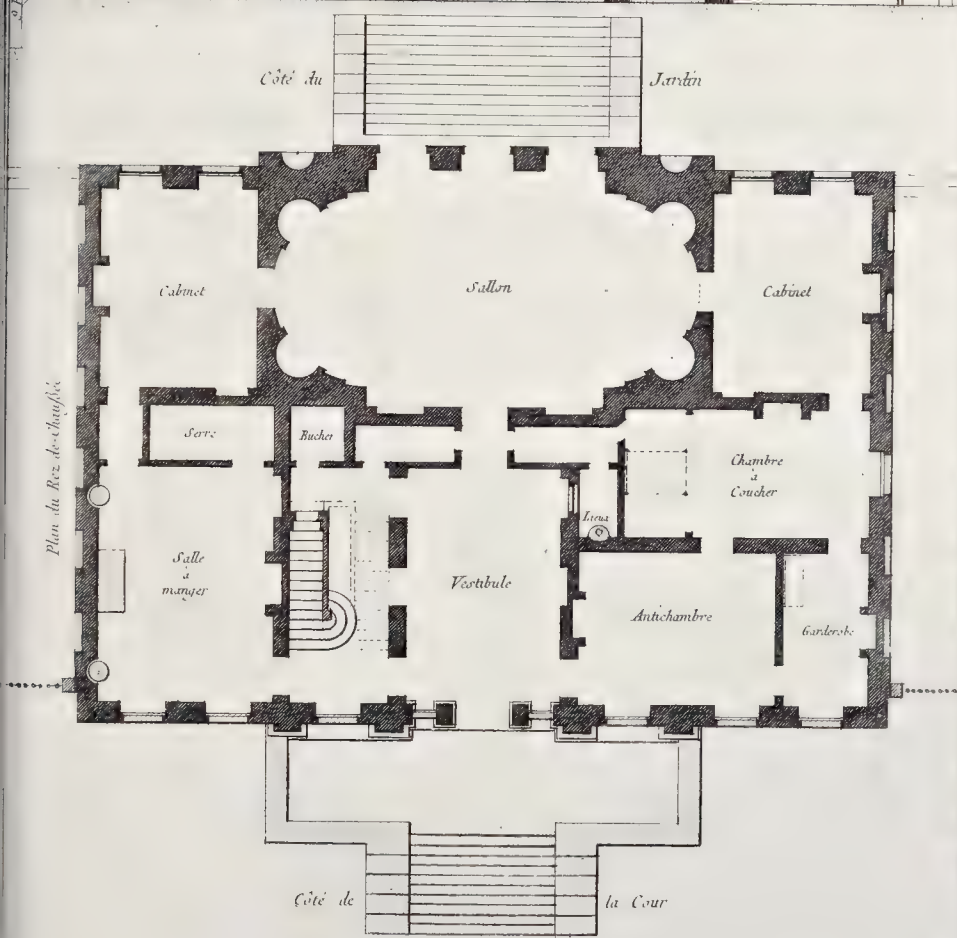 Côté du
Jardin
Cabinet
Sallon
Cabinet
Plan du Rez-de-Chaussée
Serre
Bucher
Chambre
à
Coucher
Lieux
Salle
à
manger
Vestibule
Antichambre
Garderobe
Côté de
la Cour